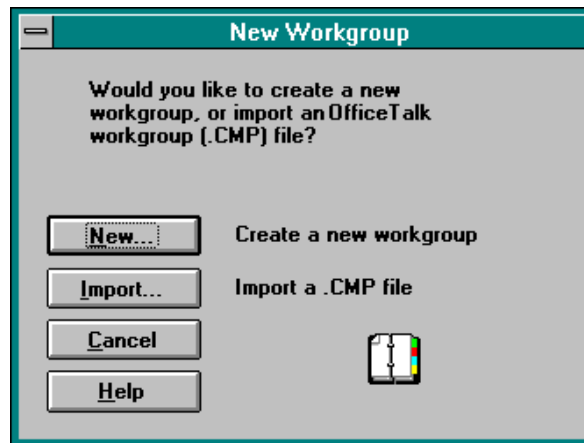 New Workgroup
Would you like to create a new
workgroup, or import an OfficeTalk
workgroup (.CMP) file?
New... Create a new workgroup
Import... Import a .CMP file
Cancel
Help